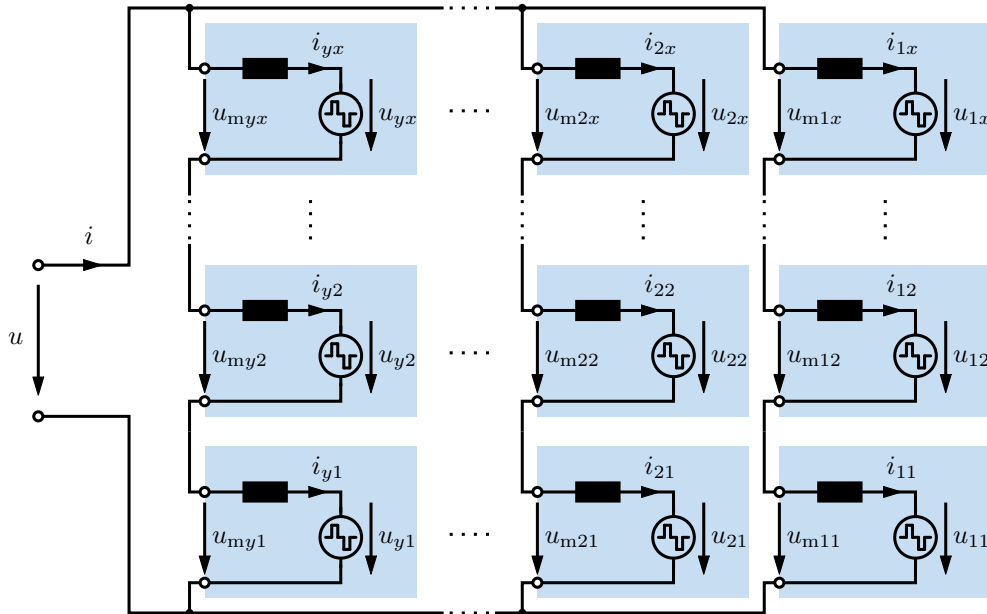 i_{yx} i_{2x} i_{1x}
u_{myx} u_{yx} u_{m2x} u_{2x} u_{m1x} u_{1x}
i
i_{y2} i_{22} i_{12}
u
u_{my2} u_{y2} u_{m22} u_{22} u_{m12} u_{12}
i_{y1} i_{21} i_{11}
u_{my1} u_{y1} u_{m21} u_{21} u_{m11} u_{11}